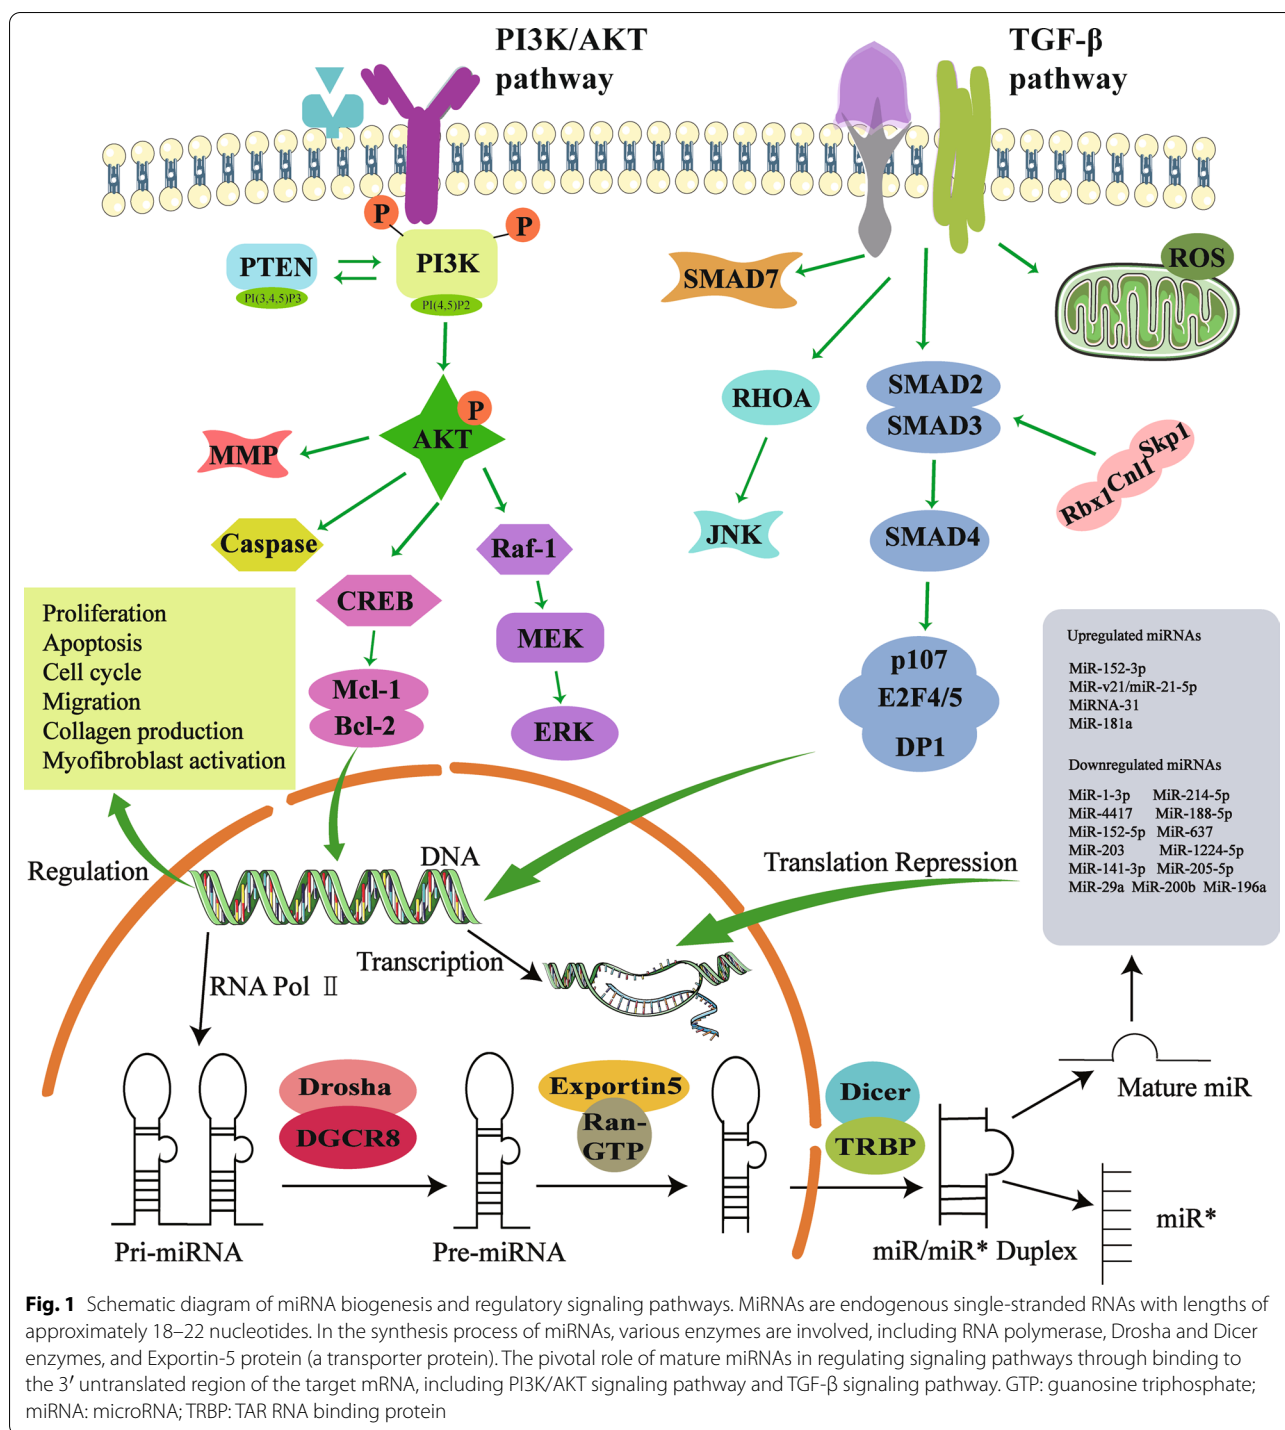 PI3K/AKT
pathway
TGF-β
pathway
P
P
PTEN
PI(3,4,5)P3
PI3K
PI(4,5)P2
SMAD7
ROS
RHOA
SMAD2
SMAD3
P
AKT
MMP
Skp1
Cnl1
Rbx1
Caspase
Raf-1
JNK
SMAD4
CREB
MEK
Mcl-1
Bcl-2
ERK
p107
E2F4/5
DP1
Proliferation
Apoptosis
Cell cycle
Migration
Collagen production
Myofibroblast activation
Upregulated miRNAs
MiR-152-3p
MiR-v21/miR-21-5p
MiRNA-31
MiR-181a
Downregulated miRNAs
MiR-1-3p MiR-214-5p
MiR-4417 MiR-188-5p
MiR-152-5p MiR-637
MiR-203 MiR-1224-5p
MiR-141-3p MiR-205-5p
MiR-29a MiR-200b MiR-196a
Regulation
DNA
Translation Repression
Transcription
RNA Pol Ⅱ
Drosha
DGCR8
Exportin5
Ran-
GTP
Dicer
TRBP
Mature miR
miR*
Pri-miRNA
Pre-miRNA
miR/miR* Duplex
Fig. 1 Schematic diagram of miRNA biogenesis and regulatory signaling pathways. MiRNAs are endogenous single-stranded RNAs with lengths of
approximately 18–22 nucleotides. In the synthesis process of miRNAs, various enzymes are involved, including RNA polymerase, Drosha and Dicer
enzymes, and Exportin-5 protein (a transporter protein). The pivotal role of mature miRNAs in regulating signaling pathways through binding to
the 3′ untranslated region of the target mRNA, including PI3K/AKT signaling pathway and TGF-β signaling pathway. GTP: guanosine triphosphate;
miRNA: microRNA; TRBP: TAR RNA binding protein